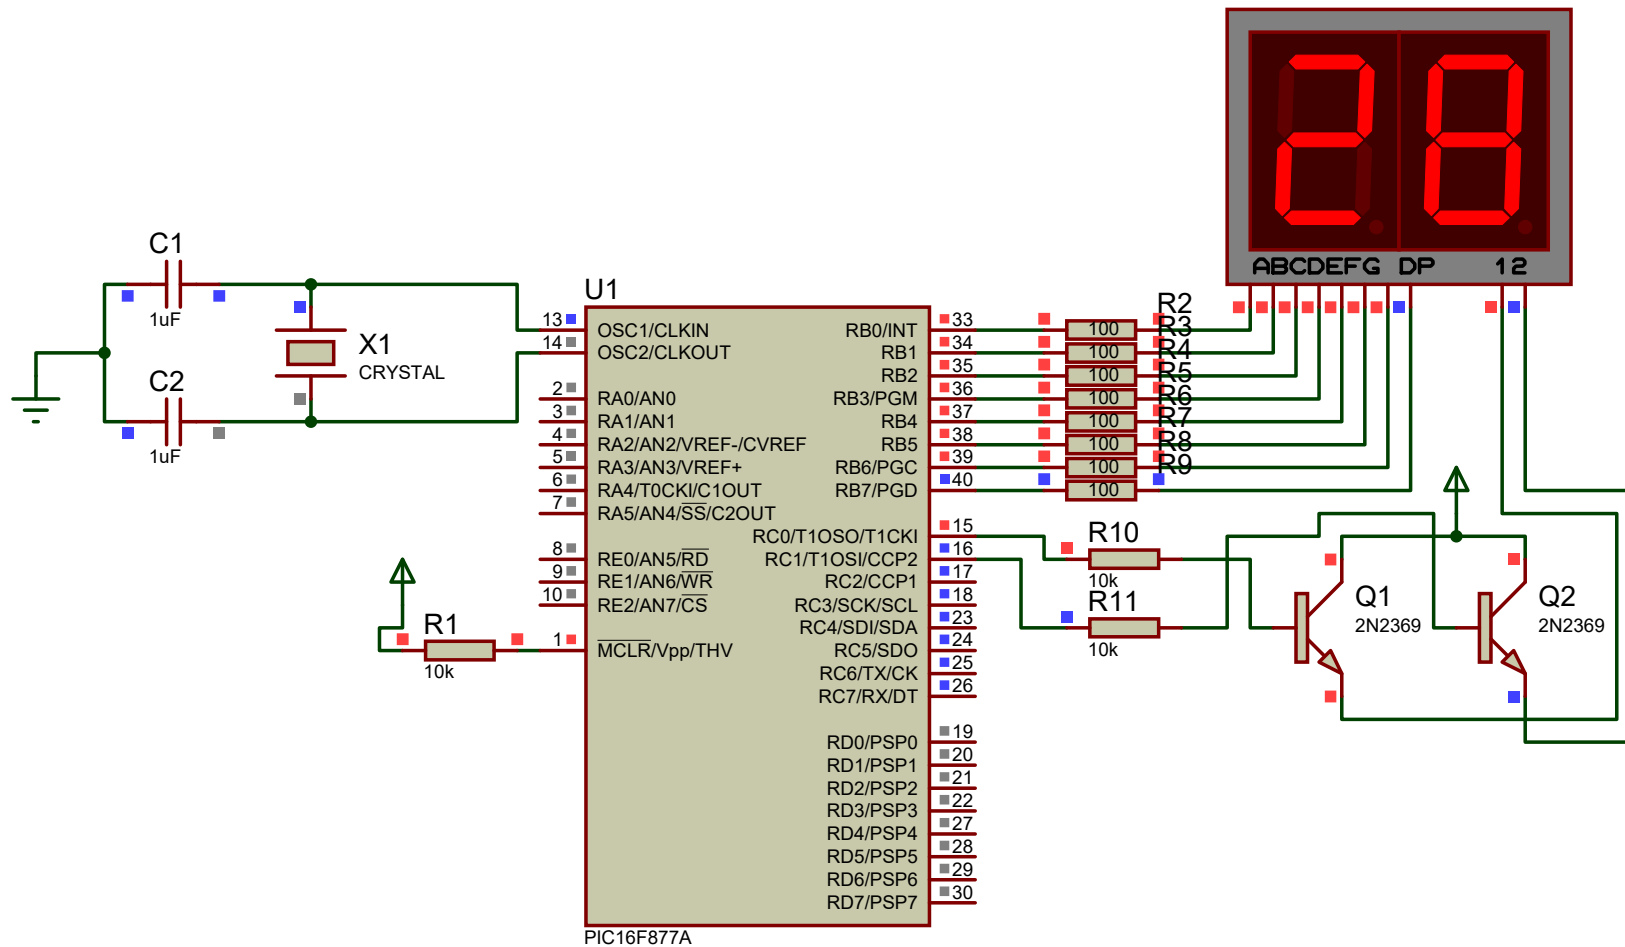 28
ABCDEFG DP 12
C1
1uF
X1
CRYSTAL
C2
1uF
R1
10k
U1
13 OSC1/CLKIN
14 OSC2/CLKOUT
2 RA0/AN0
3 RA1/AN1
4 RA2/AN2/VREF-/CVREF
5 RA3/AN3/VREF+
6 RA4/T0CKI/C1OUT
7 RA5/AN4/SS/C2OUT
8 RE0/AN5/RD
9 RE1/AN6/WR
10 RE2/AN7/CS
1 MCLR/Vpp/THV
RB0/INT 33
RB1 34
RB2 35
RB3/PGM 36
RB4 37
RB5 38
RB6/PGC 39
RB7/PGD 40
RC0/T1OSO/T1CKI 15
RC1/T1OSI/CCP2 16
RC2/CCP1 17
RC3/SCK/SCL 18
RC4/SDI/SDA 23
RC5/SDO 24
RC6/TX/CK 25
RC7/RX/DT 26
RD0/PSP0 19
RD1/PSP1 20
RD2/PSP2 21
RD3/PSP3 22
RD4/PSP4 27
RD5/PSP5 28
RD6/PSP6 29
RD7/PSP7 30
PIC16F877A
R2
100 R3
100 R4
100 R5
100 R6
100 R7
100 R8
100 R9
100
R10
10k
R11
10k
Q1
2N2369
Q2
2N2369